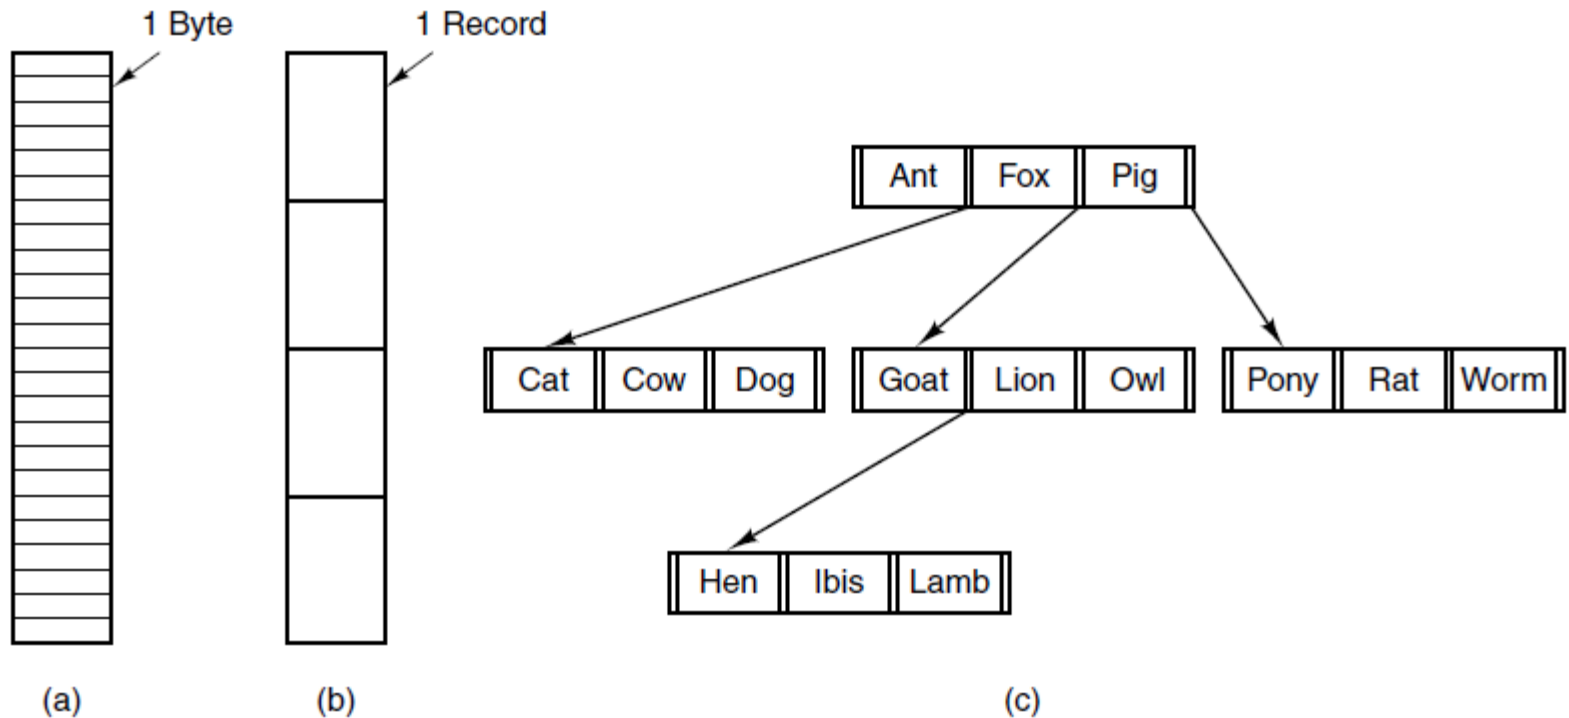 1 Byte
1 Record
Ant Fox Pig
Cat Cow Dog
Goat Lion Owl
Pony Rat Worm
Hen Ibis Lamb
(a)
(b)
(c)